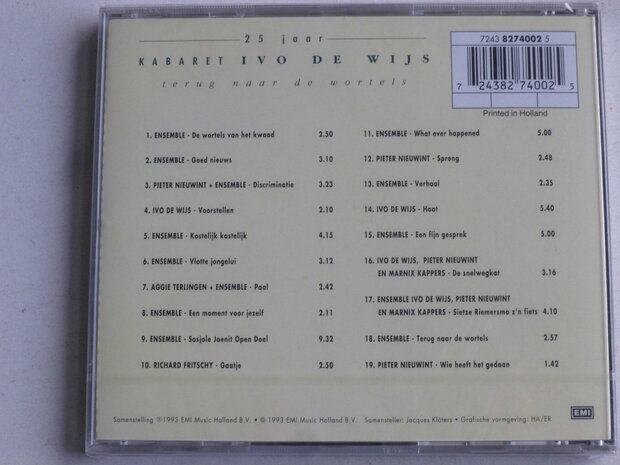 25 jaar
KABARET IVO DE WIJS
terug naar de wortels
7243 8274002 5
7 24382 74002 5
Printed in Holland
1. ENSEMBLE - De wortels van het kwaad 2.50
2. ENSEMBLE - Goed nieuws 3.10
3. PIETER NIEUWINT + ENSEMBLE - Discriminatie 3.23
4. IVO DE WIJS - Voorstellen 2.10
5. ENSEMBLE - Kostelijk kostelijk 4.15
6. ENSEMBLE - Vlotte jongelui 3.12
7. AGGIE TERLINGEN + ENSEMBLE - Paal 2.42
8. ENSEMBLE - Een moment voor jezelf 2.11
9. ENSEMBLE - Sosjale Joenit Open Doel 9.32
10. RICHARD FRITSCHY - Gaatje 2.50
11. ENSEMBLE - What ever happened 5.00
12. PIETER NIEUWINT - Sprong 2.48
13. ENSEMBLE - Verhaal 2.35
14. IVO DE WIJS - Haat 5.40
15. ENSEMBLE - Een fijn gesprek 5.00
16. IVO DE WIJS, PIETER NIEUWINT
EN MARNIX KAPPERS - De snelwegkat 3.16
17. ENSEMBLE IVO DE WIJS, PIETER NIEUWINT
EN MARNIX KAPPERS - Sietze Riemersma z'n fiets 4.10
18. ENSEMBLE - Terug naar de wortels 2.57
19. PIETER NIEUWINT - Wie heeft het gedaan 1.42
Samenstelling ℗ 1993 EMI Music Holland B.V. • © 1993 EMI Music Holland B.V. Samensteller: Jacques Klöters • Grafische vormgeving: HA/ER
EMI